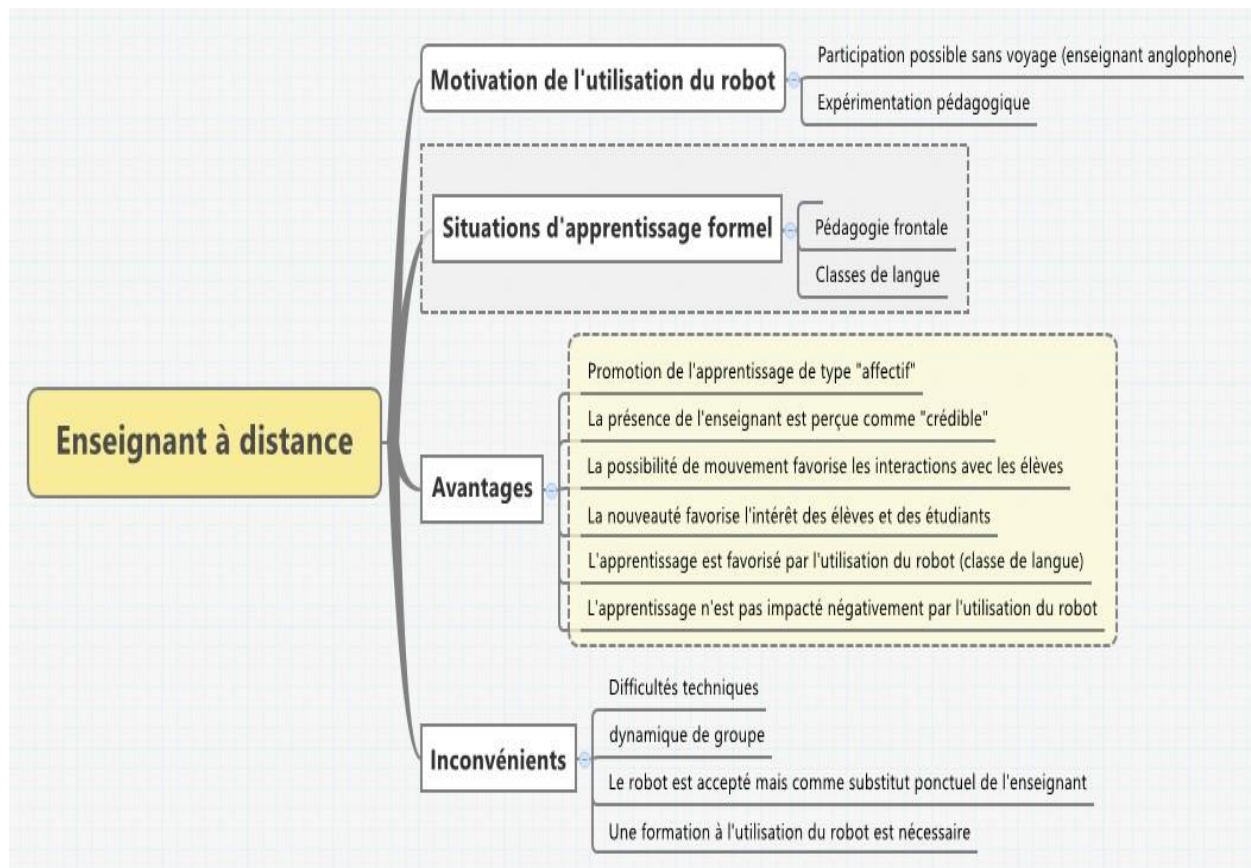 Enseignant à distance
Motivation de l'utilisation du robot
Participation possible sans voyage (enseignant anglophone)
Expérimentation pédagogique
Situations d'apprentissage formel
Pédagogie frontale
Classes de langue
Avantages
Promotion de l'apprentissage de type "affectif"
La présence de l'enseignant est perçue comme "crédible"
La possibilité de mouvement favorise les interactions avec les élèves
La nouveauté favorise l'intérêt des élèves et des étudiants
L'apprentissage est favorisé par l'utilisation du robot (classe de langue)
L'apprentissage n'est pas impacté négativement par l'utilisation du robot
Inconvénients
Difficultés techniques
dynamique de groupe
Le robot est accepté mais comme substitut ponctuel de l'enseignant
Une formation à l'utilisation du robot est nécessaire